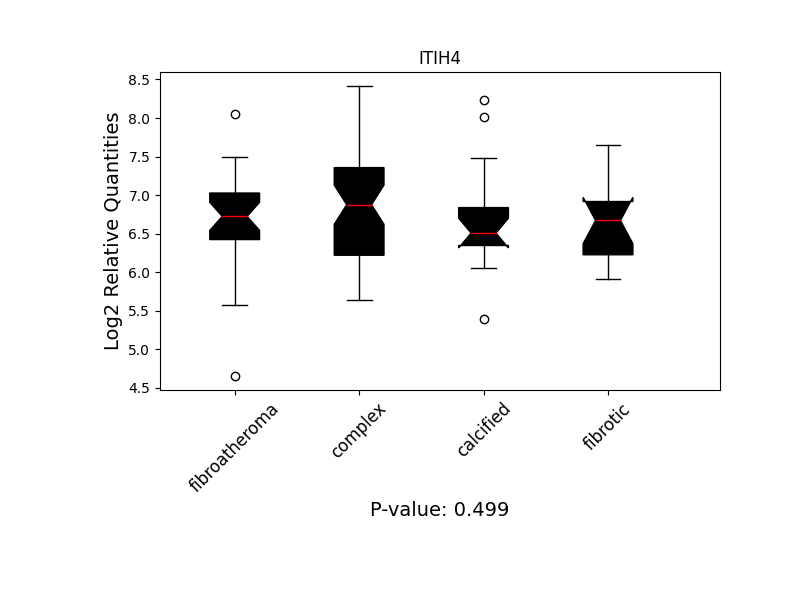 ITIH4
Log2 Relative Quantities
8.5
8.0
7.5
7.0
6.5
6.0
5.5
5.0
4.5
fibroatheroma
complex
calcified
fibrotic
P-value: 0.499